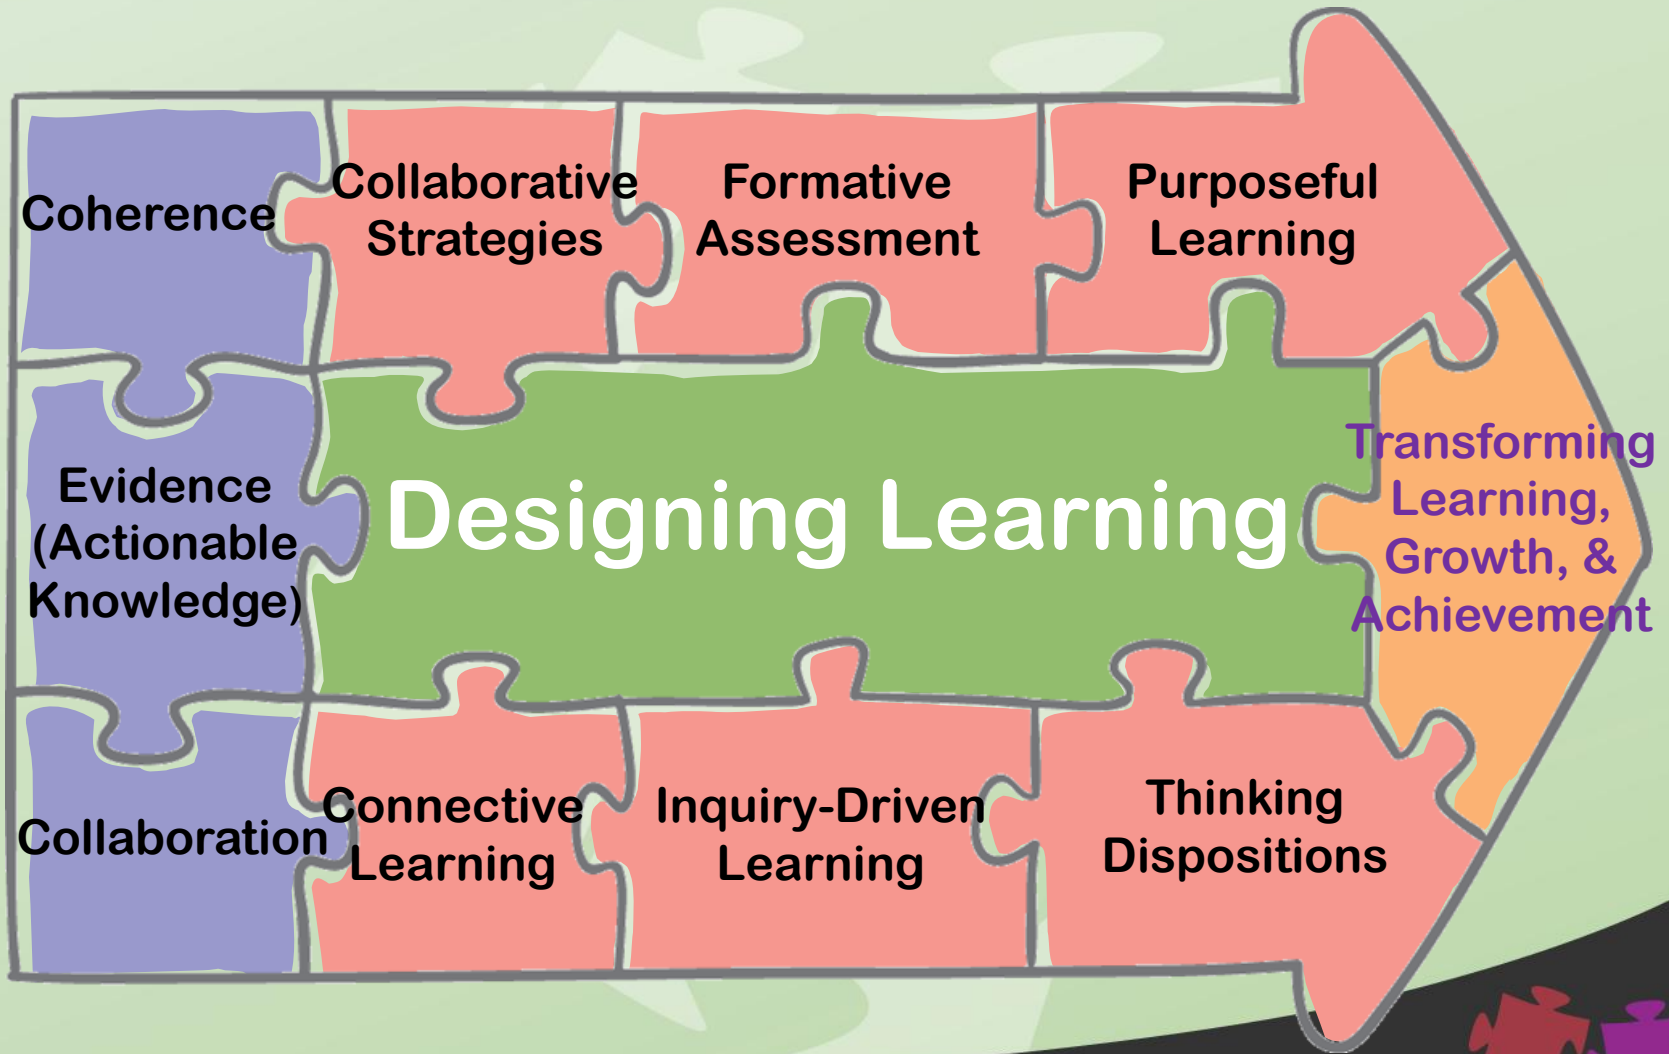 Coherence
Collaborative
Strategies
Formative
Assessment
Purposeful
Learning
Evidence
(Actionable
Knowledge)
Designing Learning
Transforming
Learning,
Growth, &
Achievement
Collaboration
Connective
Learning
Inquiry-Driven
Learning
Thinking
Dispositions